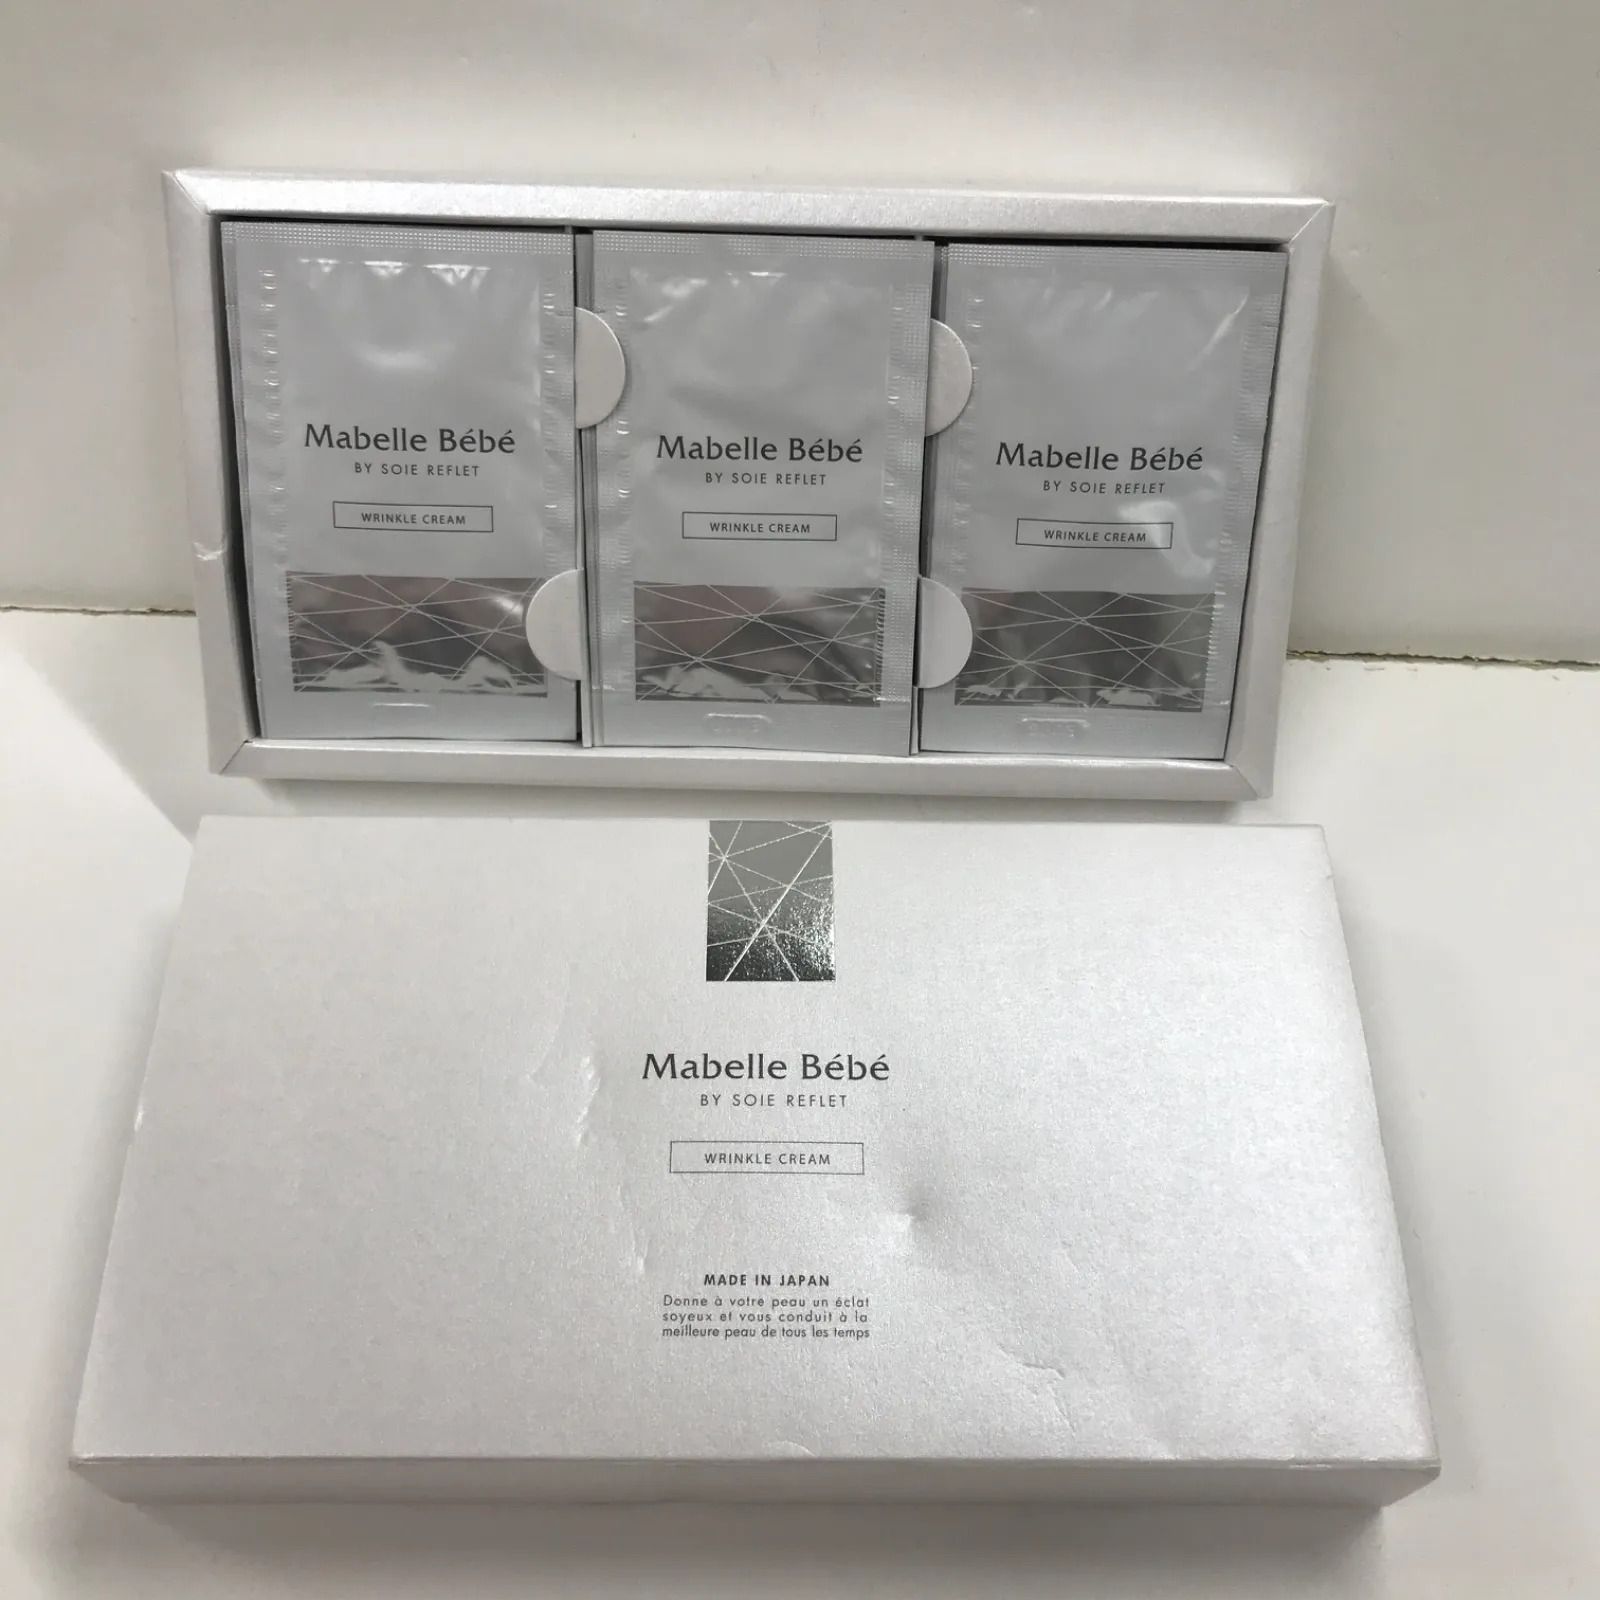 Mabelle Bébé
BY SOIE REFLET
WRINKLE CREAM
Mabelle Bébé
BY SOIE REFLET
WRINKLE CREAM
Mabelle Bébé
BY SOIE REFLET
WRINKLE CREAM
Mabelle Bébé
BY SOIE REFLET
WRINKLE CREAM
MADE IN JAPAN
Donne à votre peau un éclat
soyeux et vous conduit à la
meilleure peau de tous les temps